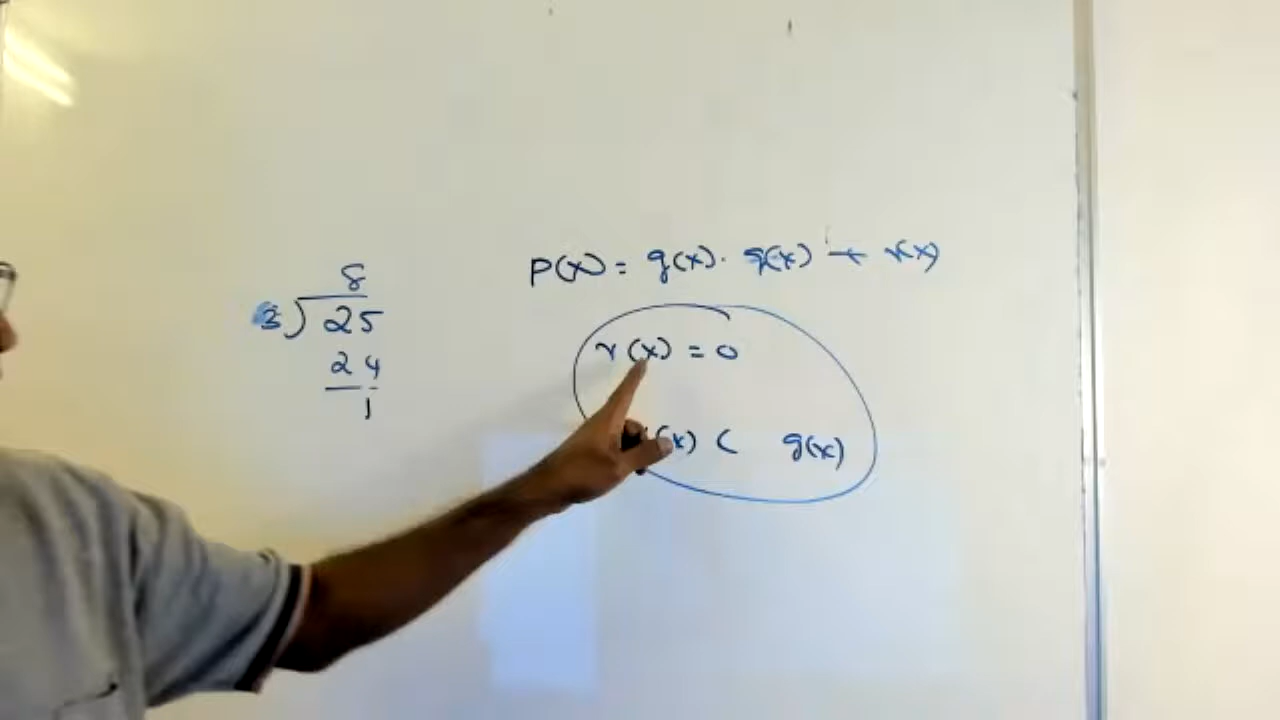 8
3) 25
24
1
P(x) = g(x) . q(x) + r(x)
r(x) = 0
(x) < g(x)